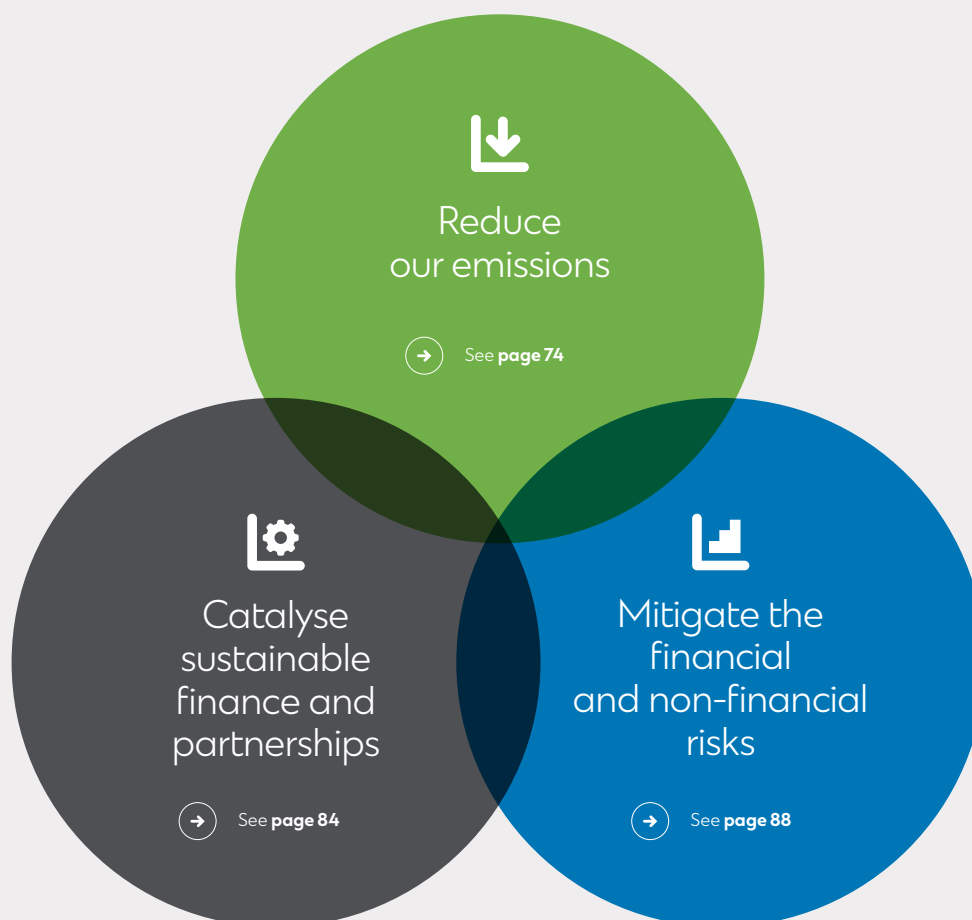 Reduce
our emissions
See page 74
Catalyse
sustainable
finance and
partnerships
See page 84
Mitigate the
financial
and non-financial
risks
See page 88